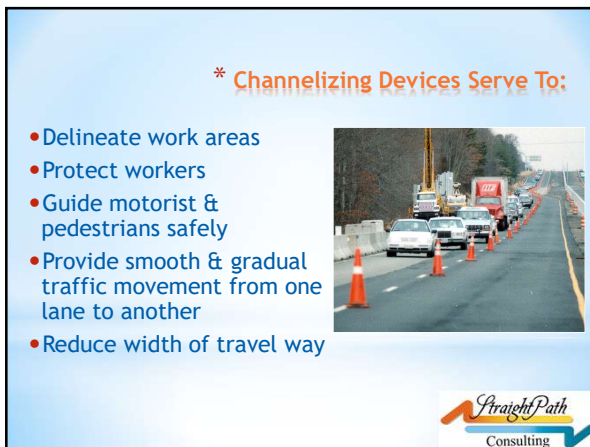 * Channelizing Devices Serve To:
•Delineate work areas
•Protect workers
•Guide motorist &
pedestrians safely
•Provide smooth & gradual
traffic movement from one
lane to another
•Reduce width of travel way
StraightPath
Consulting